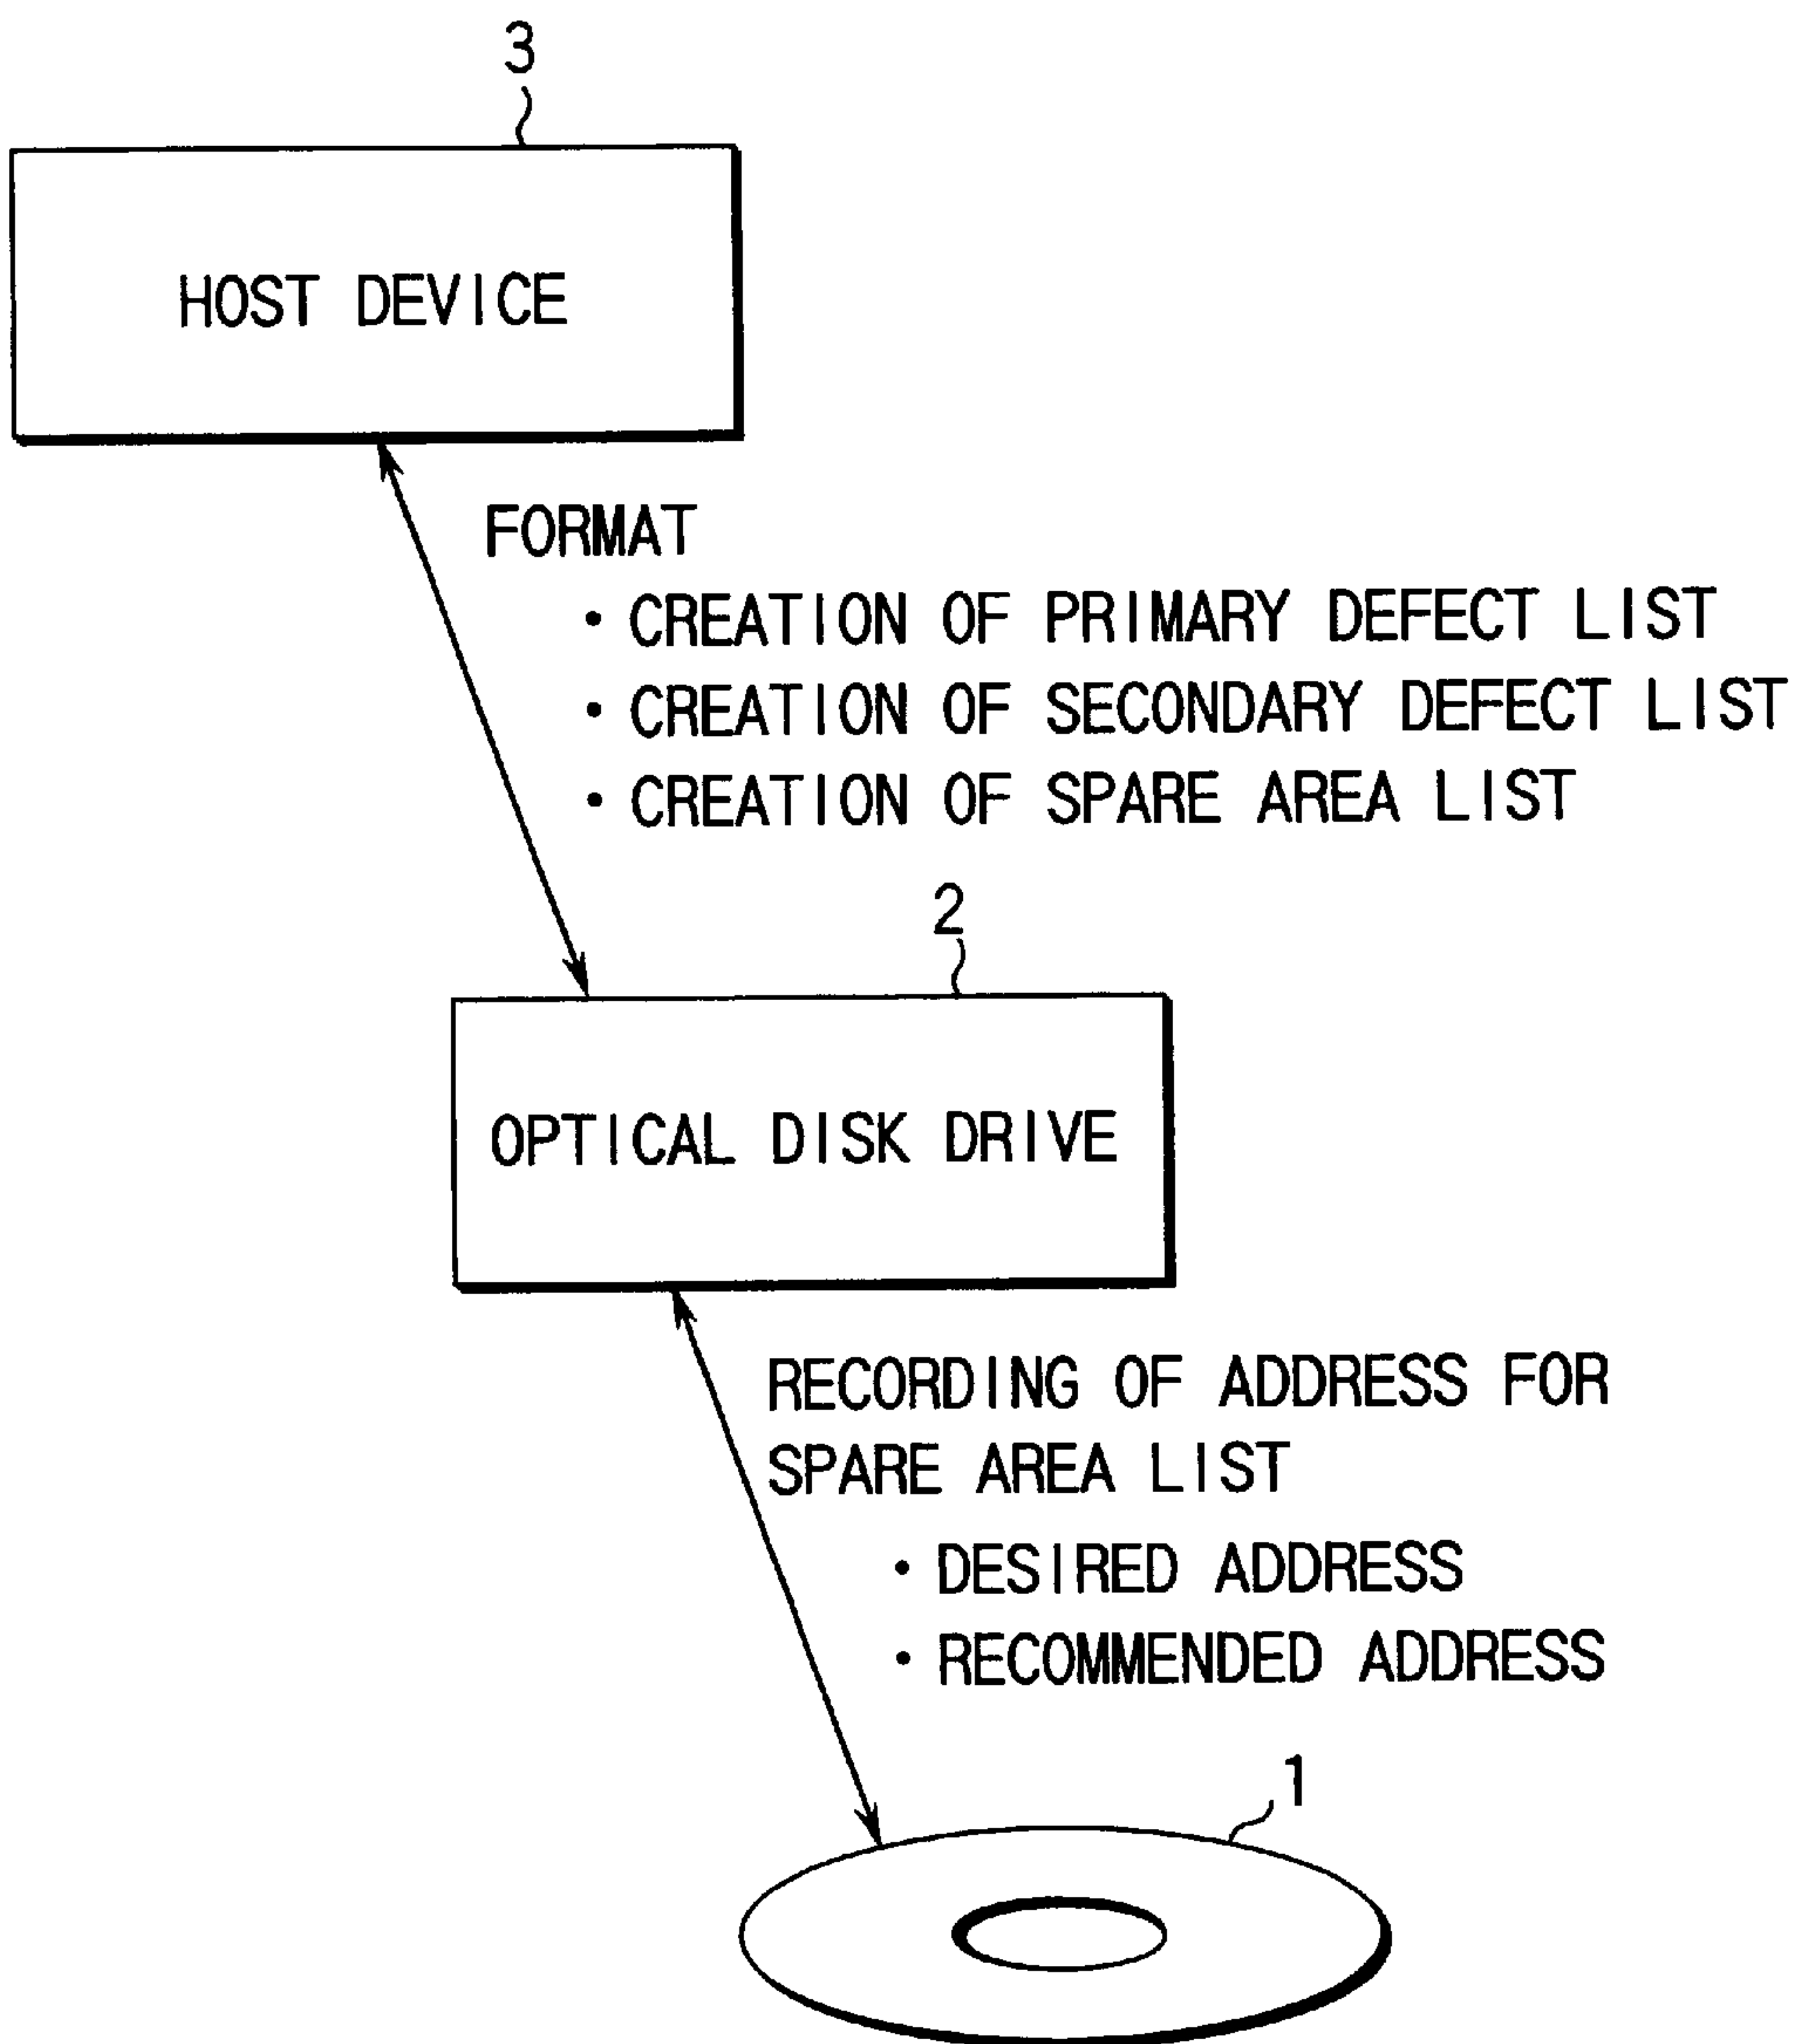 3
HOST DEVICE
FORMAT
• CREATION OF PRIMARY DEFECT LIST
• CREATION OF SECONDARY DEFECT LIST
• CREATION OF SPARE AREA LIST
2
OPTICAL DISK DRIVE
RECORDING OF ADDRESS FOR
SPARE AREA LIST
• DESIRED ADDRESS
• RECOMMENDED ADDRESS
1